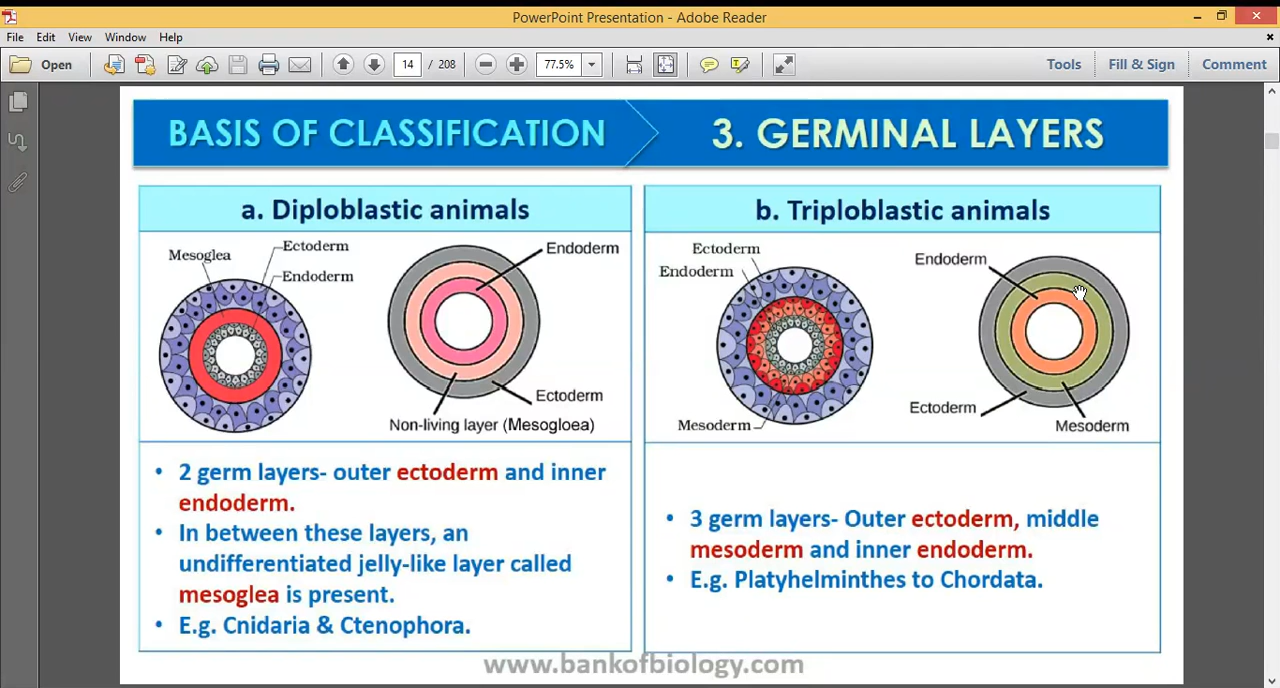 PowerPoint Presentation - Adobe Reader
File Edit View Window Help
Open 14 / 208 77.5% Tools Fill & Sign Comment
BASIS OF CLASSIFICATION
3. GERMINAL LAYERS
a. Diploblastic animals
Mesoglea
Ectoderm
Endoderm
Endoderm
Ectoderm
Non-living layer (Mesogloea)
• 2 germ layers- outer ectoderm and inner
endoderm.
• In between these layers, an
undifferentiated jelly-like layer called
mesoglea is present.
• E.g. Cnidaria & Ctenophora.
b. Triploblastic animals
Ectoderm
Endoderm
Mesoderm
Endoderm
Ectoderm
Mesoderm
• 3 germ layers- Outer ectoderm, middle
mesoderm and inner endoderm.
• E.g. Platyhelminthes to Chordata.
www.bankofbiology.com